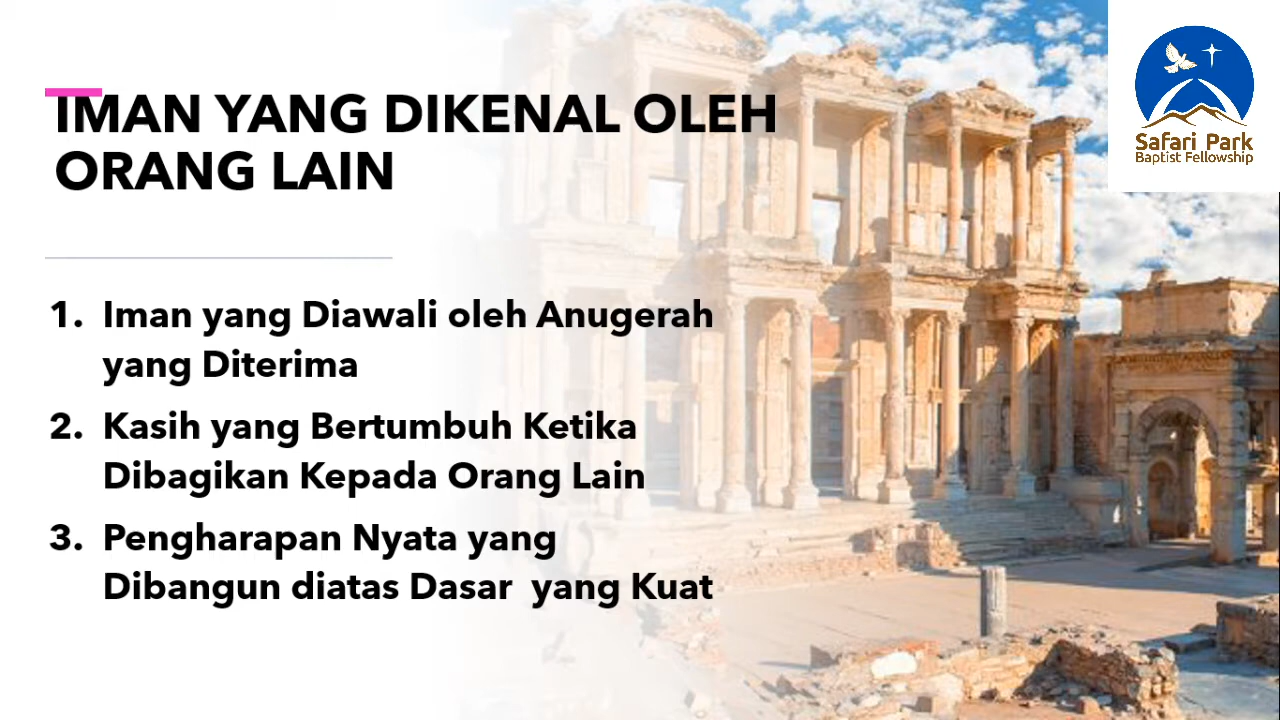 IMAN YANG DIKENAL OLEH
ORANG LAIN
Safari Park
Baptist Fellowship
1. Iman yang Diawali oleh Anugerah
yang Diterima
2. Kasih yang Bertumbuh Ketika
Dibagikan Kepada Orang Lain
3. Pengharapan Nyata yang
Dibangun diatas Dasar  yang Kuat